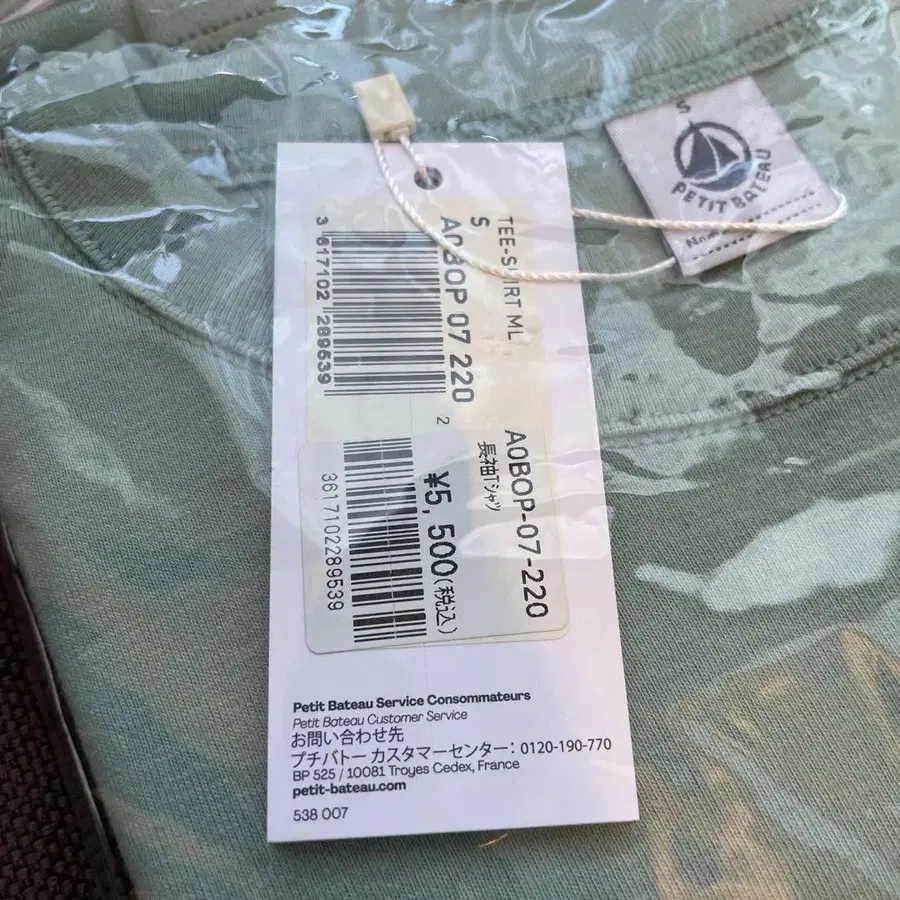 S
PETIT BATEAU
TEE-SHIRT ML
S
A0BOP 07 220
3 617102 289539
2
A0BOP-07-220
長袖Tシャツ
¥5,500(税込)
3617102289539
Petit Bateau Service Consommateurs
Petit Bateau Customer Service
お問い合わせ先
プチバトー カスタマーセンター：0120-190-770
BP 525 / 10081 Troyes Cedex, France
petit-bateau.com
538 007